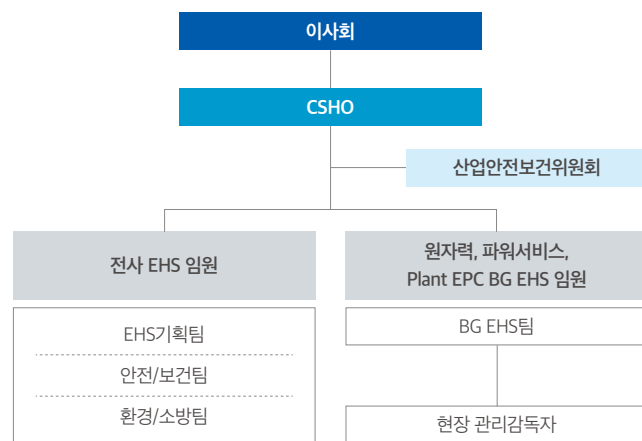 이사회
CSHO
산업안전보건위원회
전사 EHS 임원
EHS기획팀
안전/보건팀
환경/소방팀
원자력, 파워서비스,
Plant EPC BG EHS 임원
BG EHS팀
현장 관리감독자